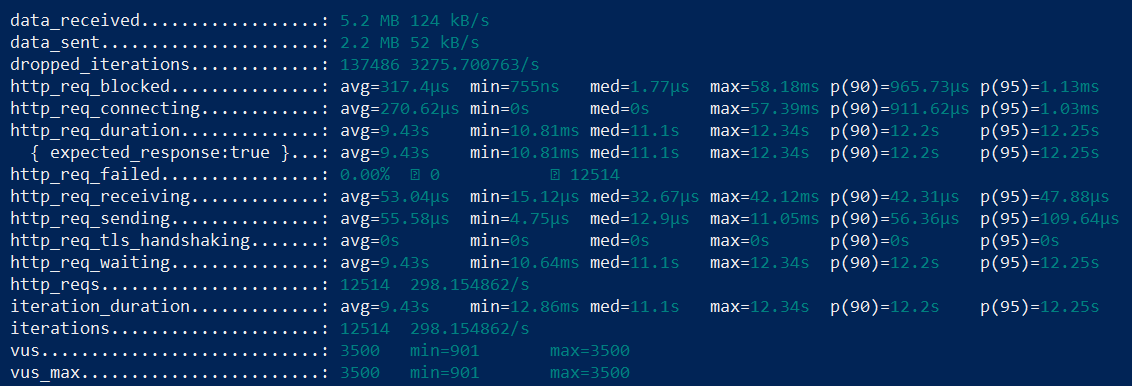 data_received..................: 5.2 MB 124 kB/s
data_sent......................: 2.2 MB 52 kB/s
dropped_iterations.............: 137486 3275.700763/s
http_req_blocked...............: avg=317.4µs min=755ns med=1.77µs max=58.18ms p(90)=965.73µs p(95)=1.13ms
http_req_connecting............: avg=270.62µs min=0s med=0s max=57.39ms p(90)=911.62µs p(95)=1.03ms
http_req_duration..............: avg=9.43s min=10.81ms med=11.1s max=12.34s p(90)=12.2s p(95)=12.25s
{ expected_response:true }...: avg=9.43s min=10.81ms med=11.1s max=12.34s p(90)=12.2s p(95)=12.25s
http_req_failed................: 0.00% 0 12514
http_req_receiving.............: avg=53.04µs min=15.12µs med=32.67µs max=42.12ms p(90)=42.31µs p(95)=47.88µs
http_req_sending...............: avg=55.58µs min=4.75µs med=12.9µs max=11.05ms p(90)=56.36µs p(95)=109.64µs
http_req_tls_handshaking.......: avg=0s min=0s med=0s max=0s p(90)=0s p(95)=0s
http_req_waiting...............: avg=9.43s min=10.64ms med=11.1s max=12.34s p(90)=12.2s p(95)=12.25s
http_reqs......................: 12514 298.154862/s
iteration_duration.............: avg=9.43s min=12.86ms med=11.1s max=12.34s p(90)=12.2s p(95)=12.25s
iterations.....................: 12514 298.154862/s
vus............................: 3500 min=901 max=3500
vus_max........................: 3500 min=901 max=3500